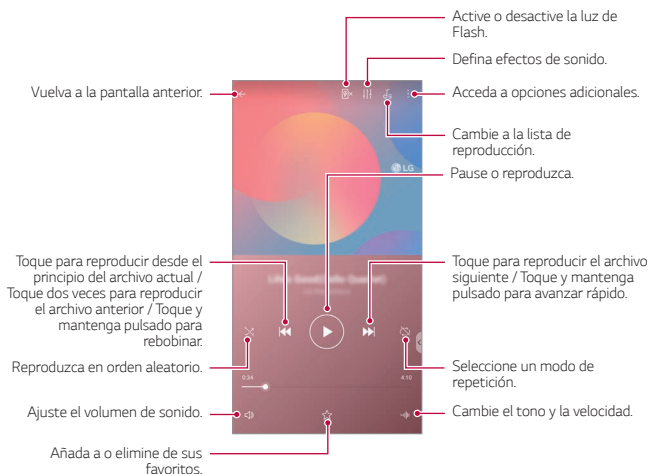 Active o desactive la luz de
Flash.
Defina efectos de sonido.
Vuelva a la pantalla anterior.
Acceda a opciones adicionales.
Cambie a la lista de
reproducción.
LG
Pause o reproduzca.
Toque para reproducir desde el
principio del archivo actual /
Toque dos veces para reproducir
el archivo anterior / Toque y
mantenga pulsado para
rebobinar.
Toque para reproducir el archivo
siguiente / Toque y mantenga
pulsado para avanzar rápido.
Reproduzca en orden aleatorio.
Seleccione un modo de
repetición.
0:34
4:10
Ajuste el volumen de sonido.
Cambie el tono y la velocidad.
Añada a o elimine de sus
favoritos.